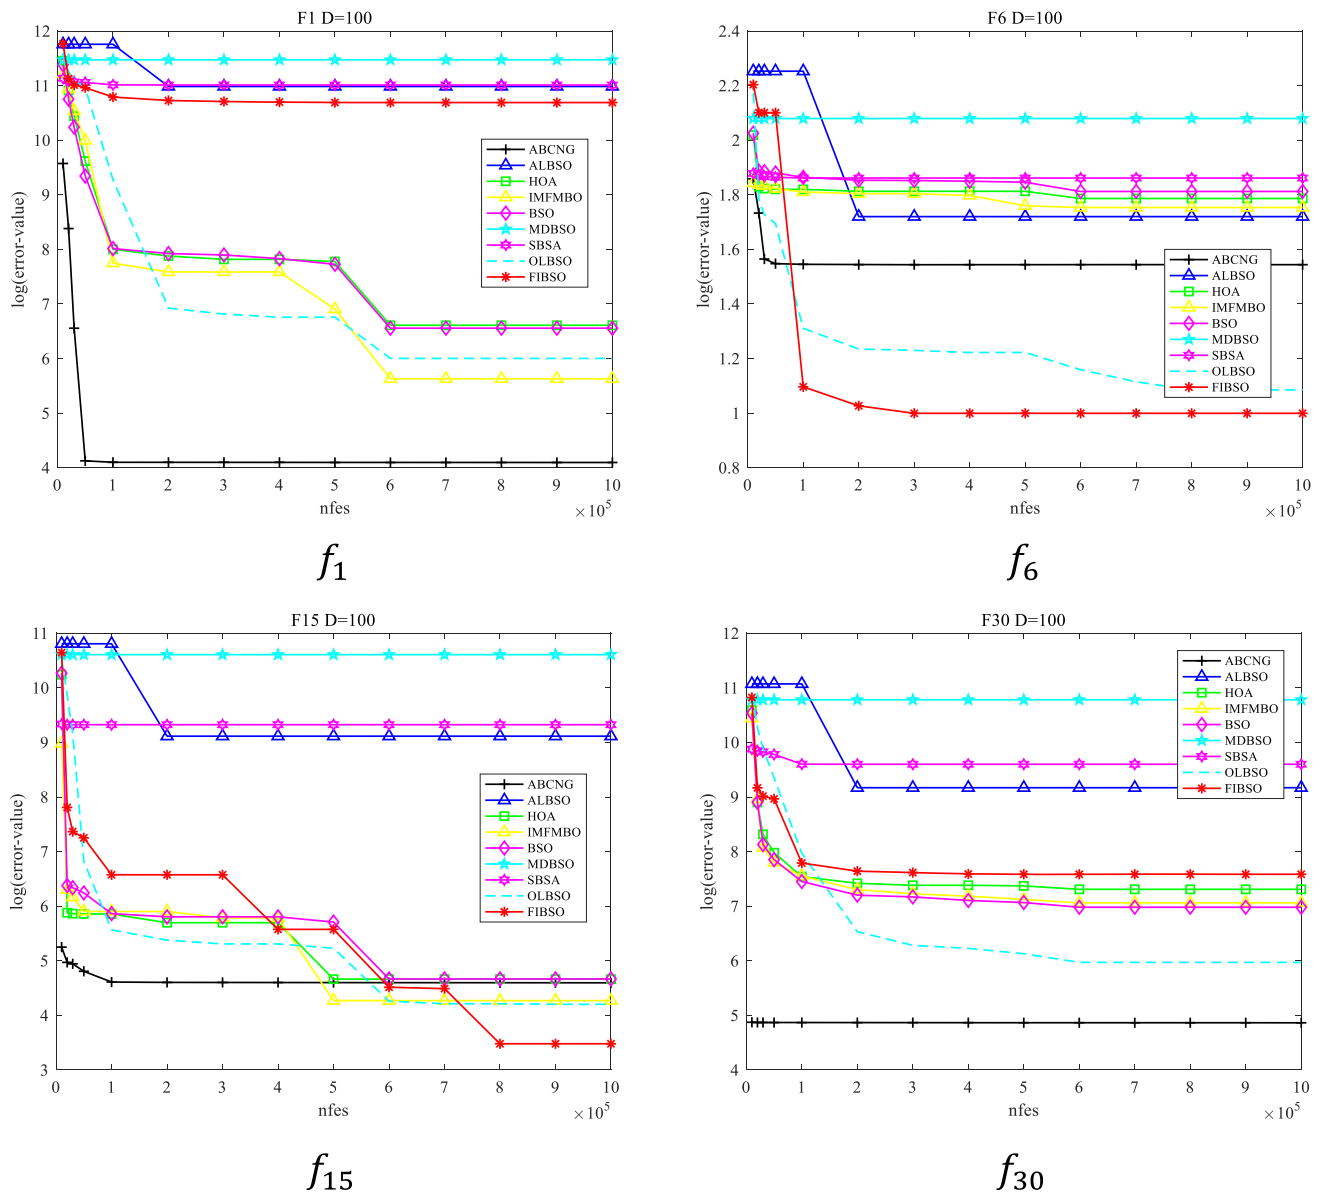 F1 D=100
12
11
10
9
8
7
6
5
4
log(error-value)
0 1 2 3 4 5 6 7 8 9 10
nfes
×10^5
ABCNG
ALBSO
HOA
IMFMBO
BSO
MDBSO
SBSA
OLBSO
FIBSO
f_1
F6 D=100
2.4
2.2
2
1.8
1.6
1.4
1.2
1
0.8
log(error-value)
0 1 2 3 4 5 6 7 8 9 10
nfes
×10^5
ABCNG
ALBSO
HOA
IMFMBO
BSO
MDBSO
SBSA
OLBSO
FIBSO
f_6
F15 D=100
11
10
9
8
7
6
5
4
3
log(error-value)
0 1 2 3 4 5 6 7 8 9 10
nfes
×10^5
ABCNG
ALBSO
HOA
IMFMBO
BSO
MDBSO
SBSA
OLBSO
FIBSO
f_15
F30 D=100
12
11
10
9
8
7
6
5
4
log(error-value)
0 1 2 3 4 5 6 7 8 9 10
nfes
×10^5
ABCNG
ALBSO
HOA
IMFMBO
BSO
MDBSO
SBSA
OLBSO
FIBSO
f_30